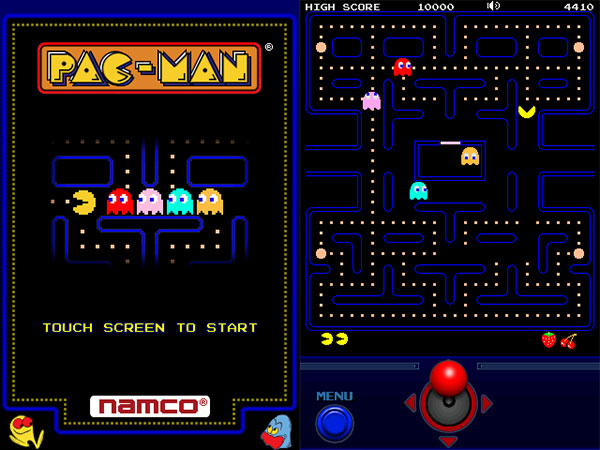 PAC-MAN®
TOUCH SCREEN TO START
namco®
HIGH SCORE 10000 4410
MENU